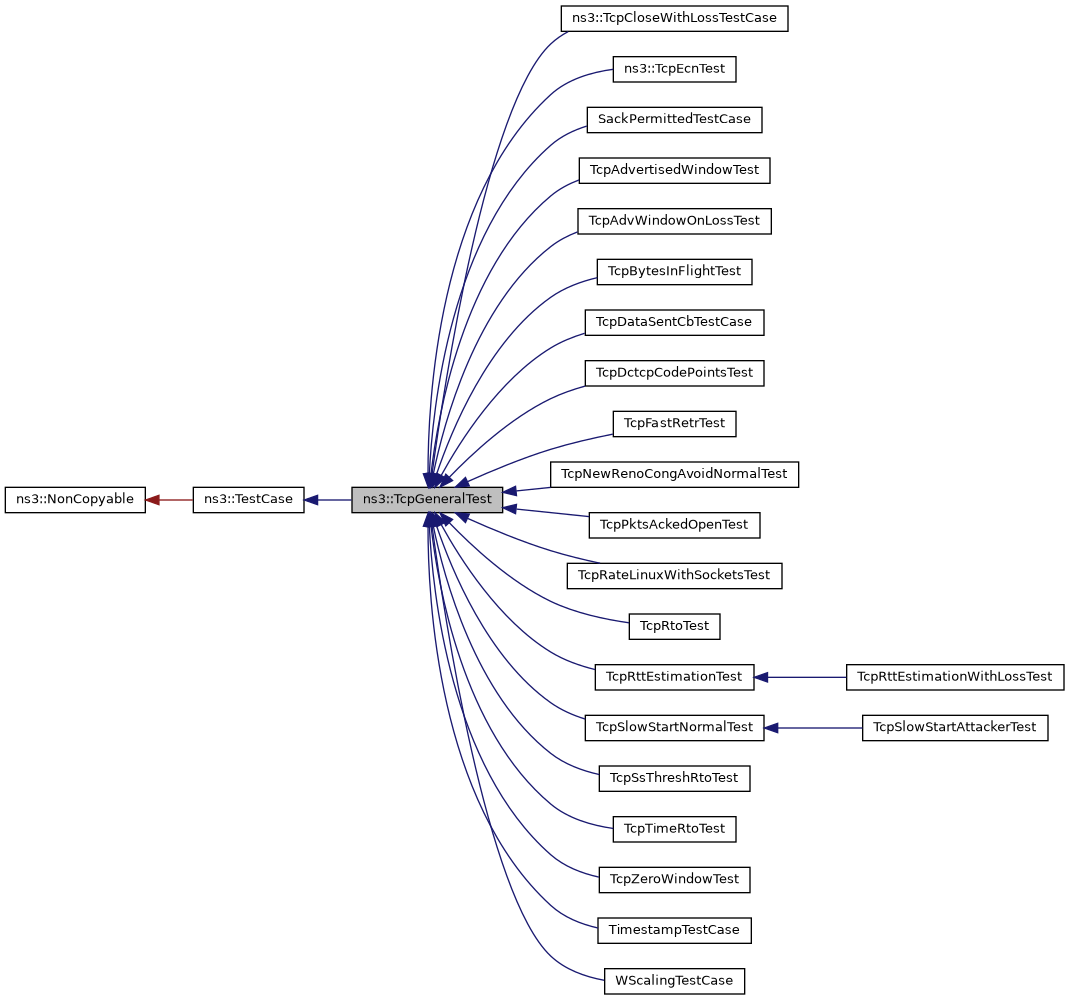 ns3::TcpCloseWithLossTestCase
ns3::TcpEcnTest
SackPermittedTestCase
TcpAdvertisedWindowTest
TcpAdvWindowOnLossTest
TcpBytesInFlightTest
TcpDataSentCbTestCase
TcpDctcpCodePointsTest
TcpFastRetrTest
TcpNewRenoCongAvoidNormalTest
ns3::NonCopyable
ns3::TestCase
ns3::TcpGeneralTest
TcpPktsAckedOpenTest
TcpRateLinuxWithSocketsTest
TcpRtoTest
TcpRttEstimationTest
TcpRttEstimationWithLossTest
TcpSlowStartNormalTest
TcpSlowStartAttackerTest
TcpSsThreshRtoTest
TcpTimeRtoTest
TcpZeroWindowTest
TimestampTestCase
WScalingTestCase